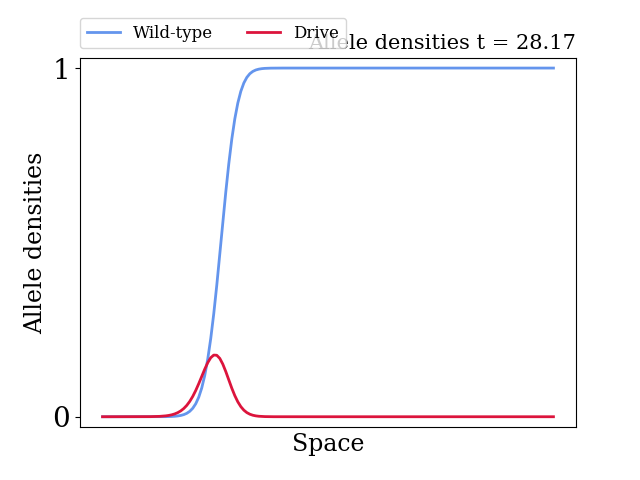 Wild-type Drive
Allele densities t = 28.17
1
Allele densities
0
Space